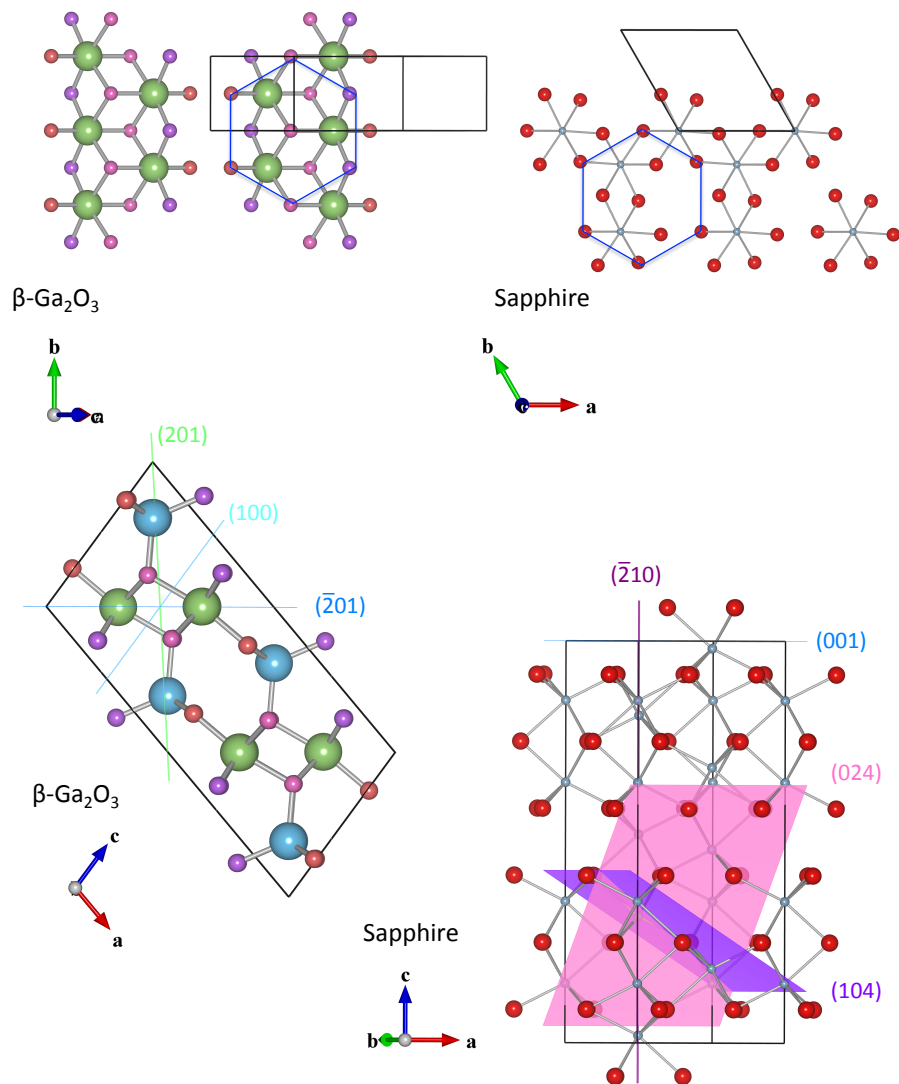 β-Ga₂O₃
Sapphire
b
a
b
c
a
(201)
(100)
(2̅01)
(2̅10)
(001)
(024)
(104)
β-Ga₂O₃
c
a
Sapphire
c
b
a